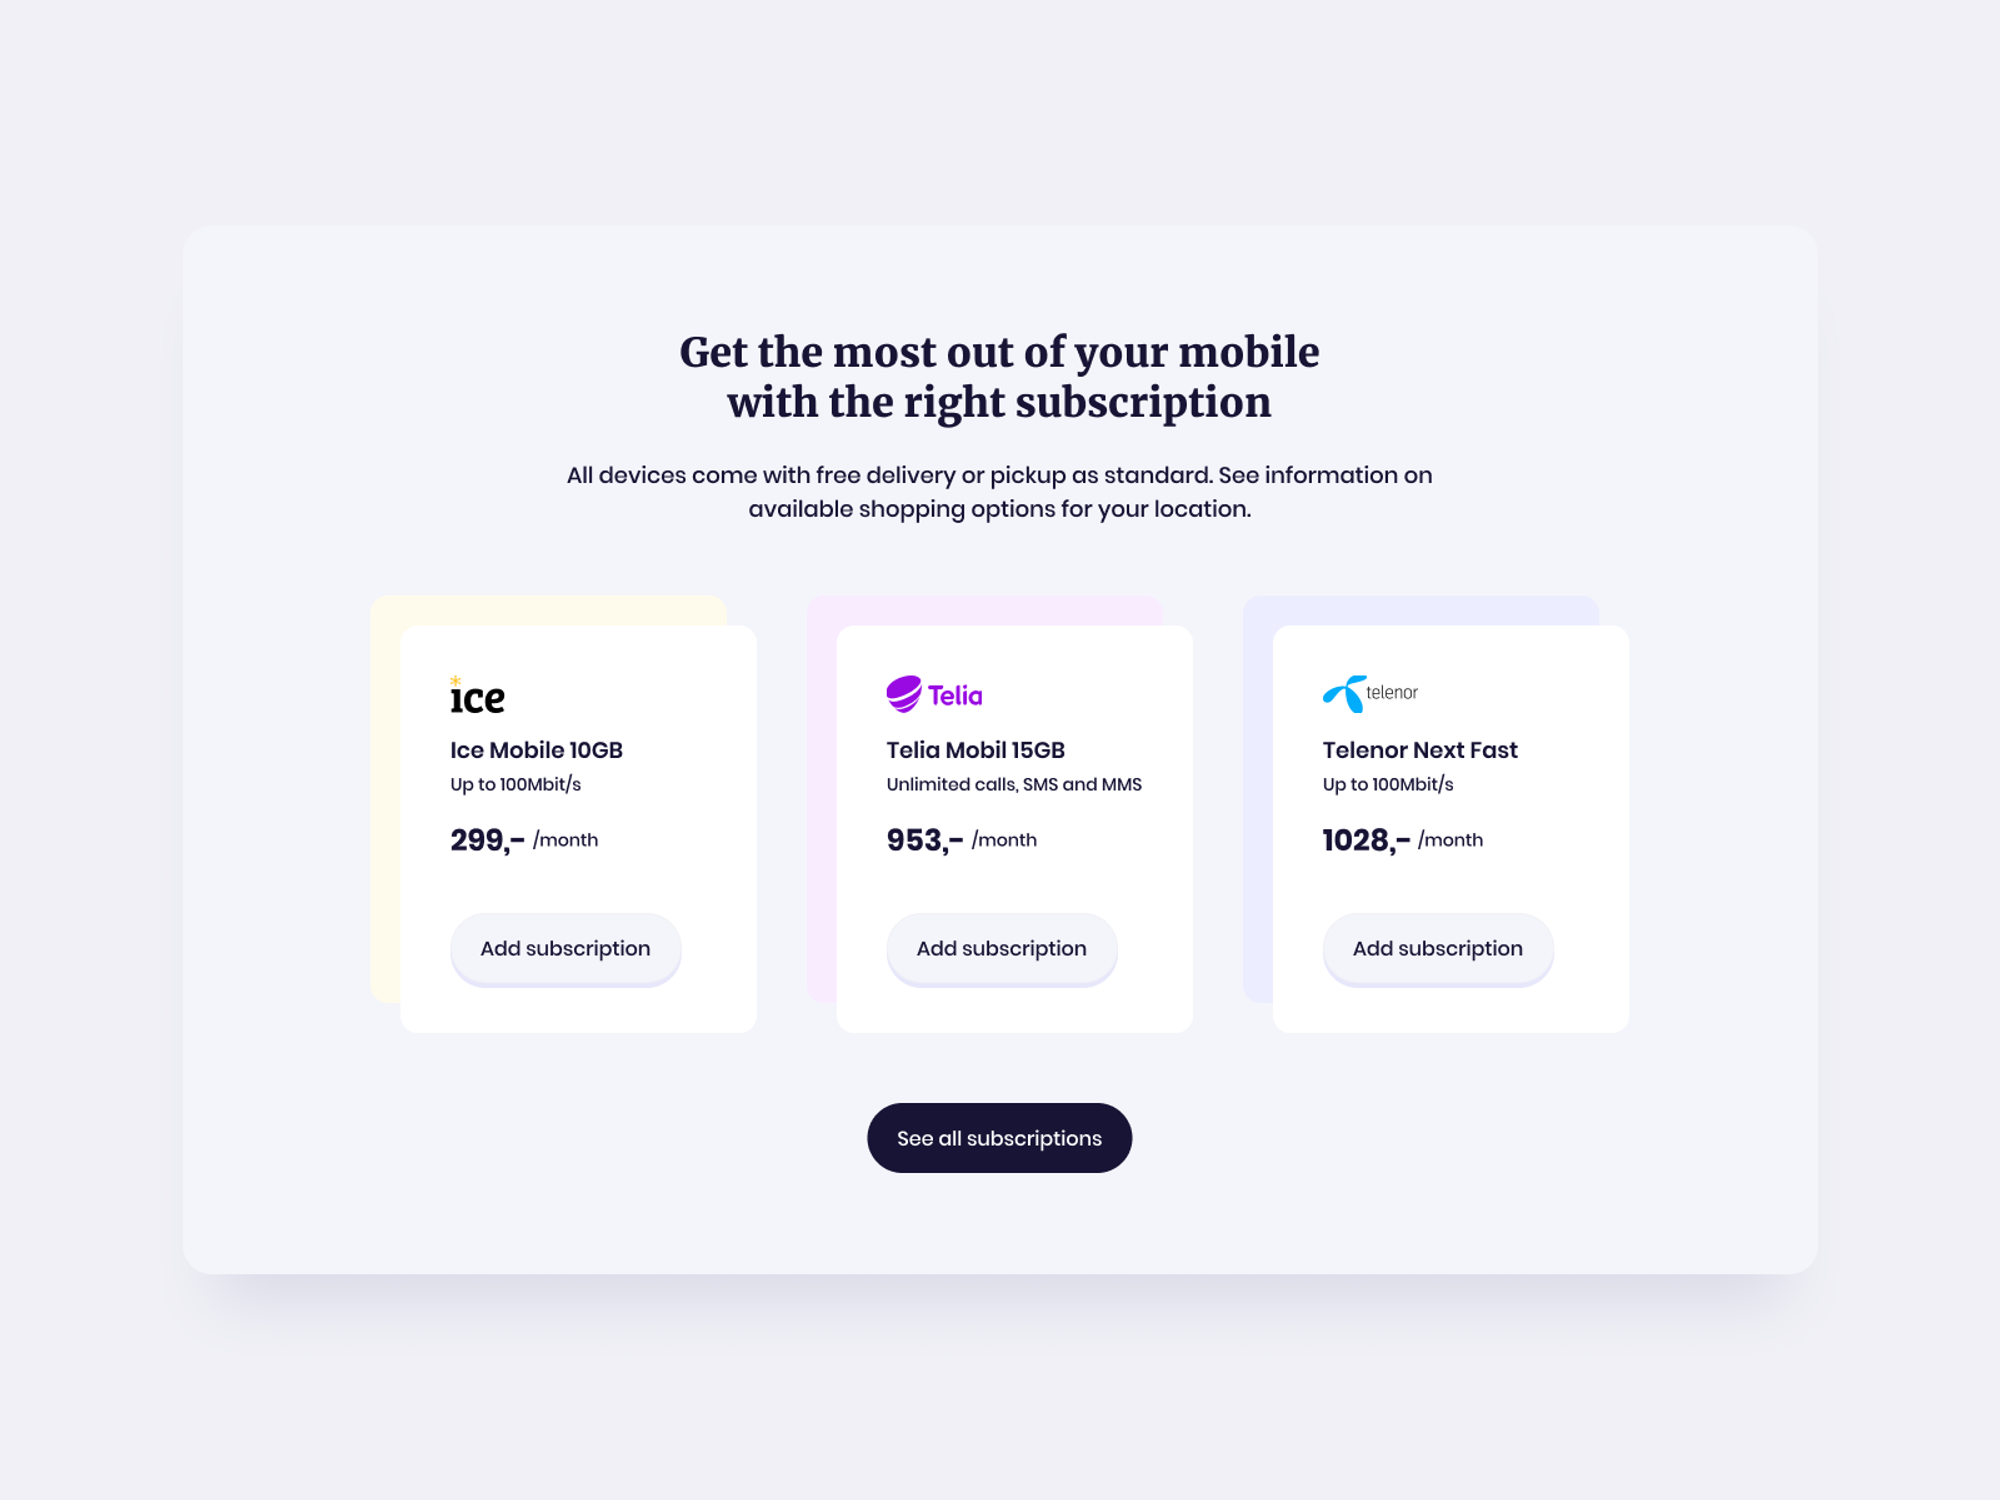 Get the most out of your mobile
with the right subscription
All devices come with free delivery or pickup as standard. See information on
available shopping options for your location.
ice
Ice Mobile 10GB
Up to 100Mbit/s
299,- /month
Add subscription
Telia
Telia Mobil 15GB
Unlimited calls, SMS and MMS
953,- /month
Add subscription
telenor
Telenor Next Fast
Up to 100Mbit/s
1028,- /month
Add subscription
See all subscriptions